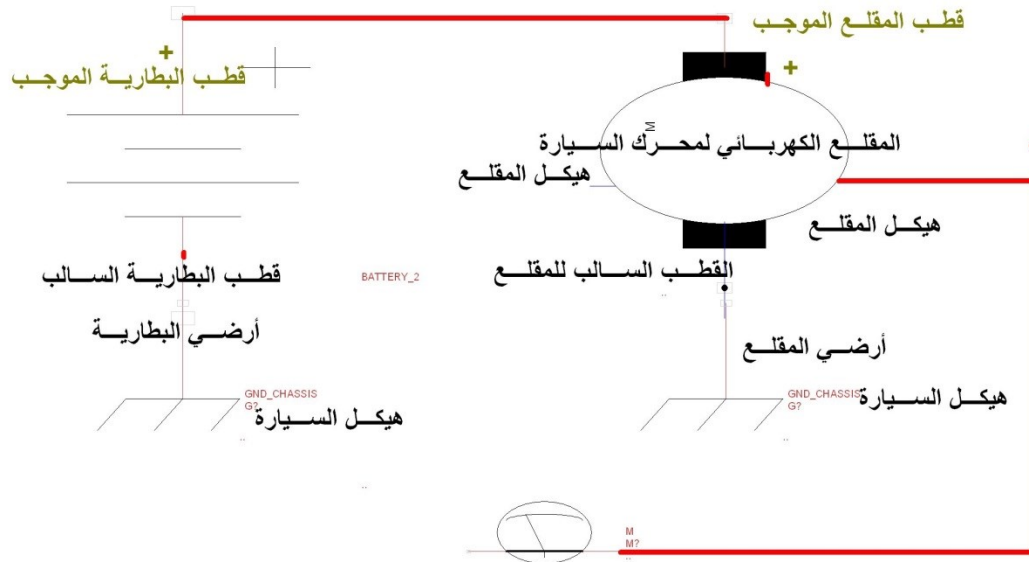 قطب المقلع الموجب
+
قطب البطارية الموجب
+
M
المقلع الكهربائي لمحرك السيارة
هيكل المقلع
هيكل المقلع
القطب السالب للمقلع
قطب البطارية السالب
BATTERY_2
أرضي البطارية
أرضي المقلع
GND_CHASSIS
G?
هيكل السيارة
GND_CHASSIS
G?
هيكل السيارة
M
M?